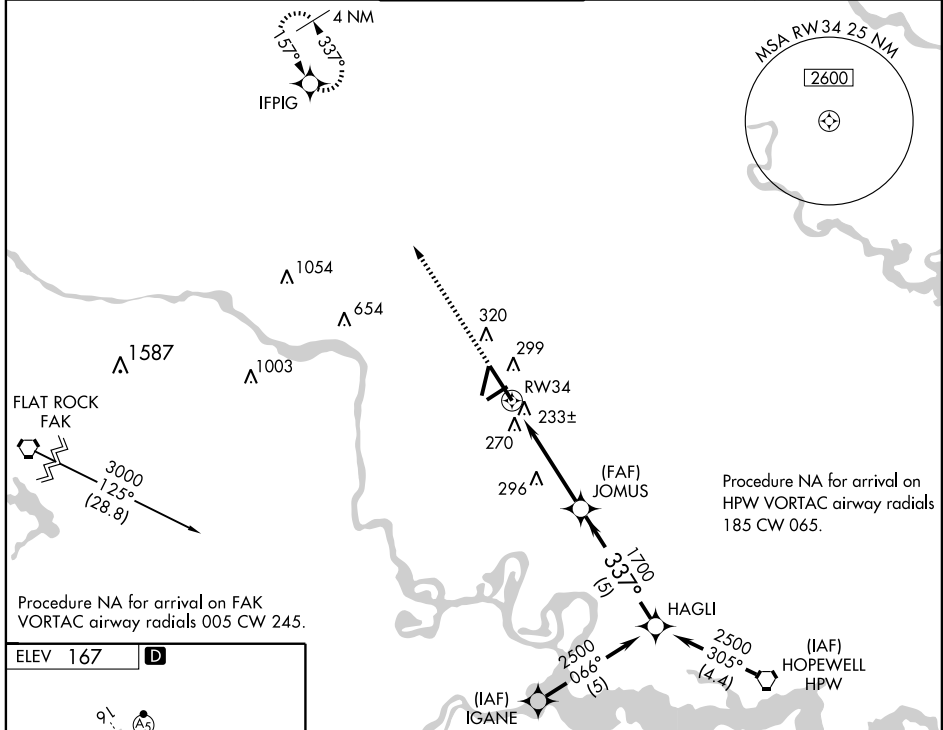 4 NM
157°
337°
IFPIG
MSA RW34 25 NM
2600
1054
654
1587
1003
320
299
RW34
233±
270
296
FLAT ROCK
FAK
3000
125°
(28.8)
(FAF)
JOMUS
Procedure NA for arrival on
HPW VORTAC airway radials
185 CW 065.
1700
337°
(5)
HAGLI
Procedure NA for arrival on FAK
VORTAC airway radials 005 CW 245.
2500
066°
(5)
2500
305°
(4.4)
(IAF)
HOPEWELL
HPW
(IAF)
IGANE
ELEV 167 D
16
A5